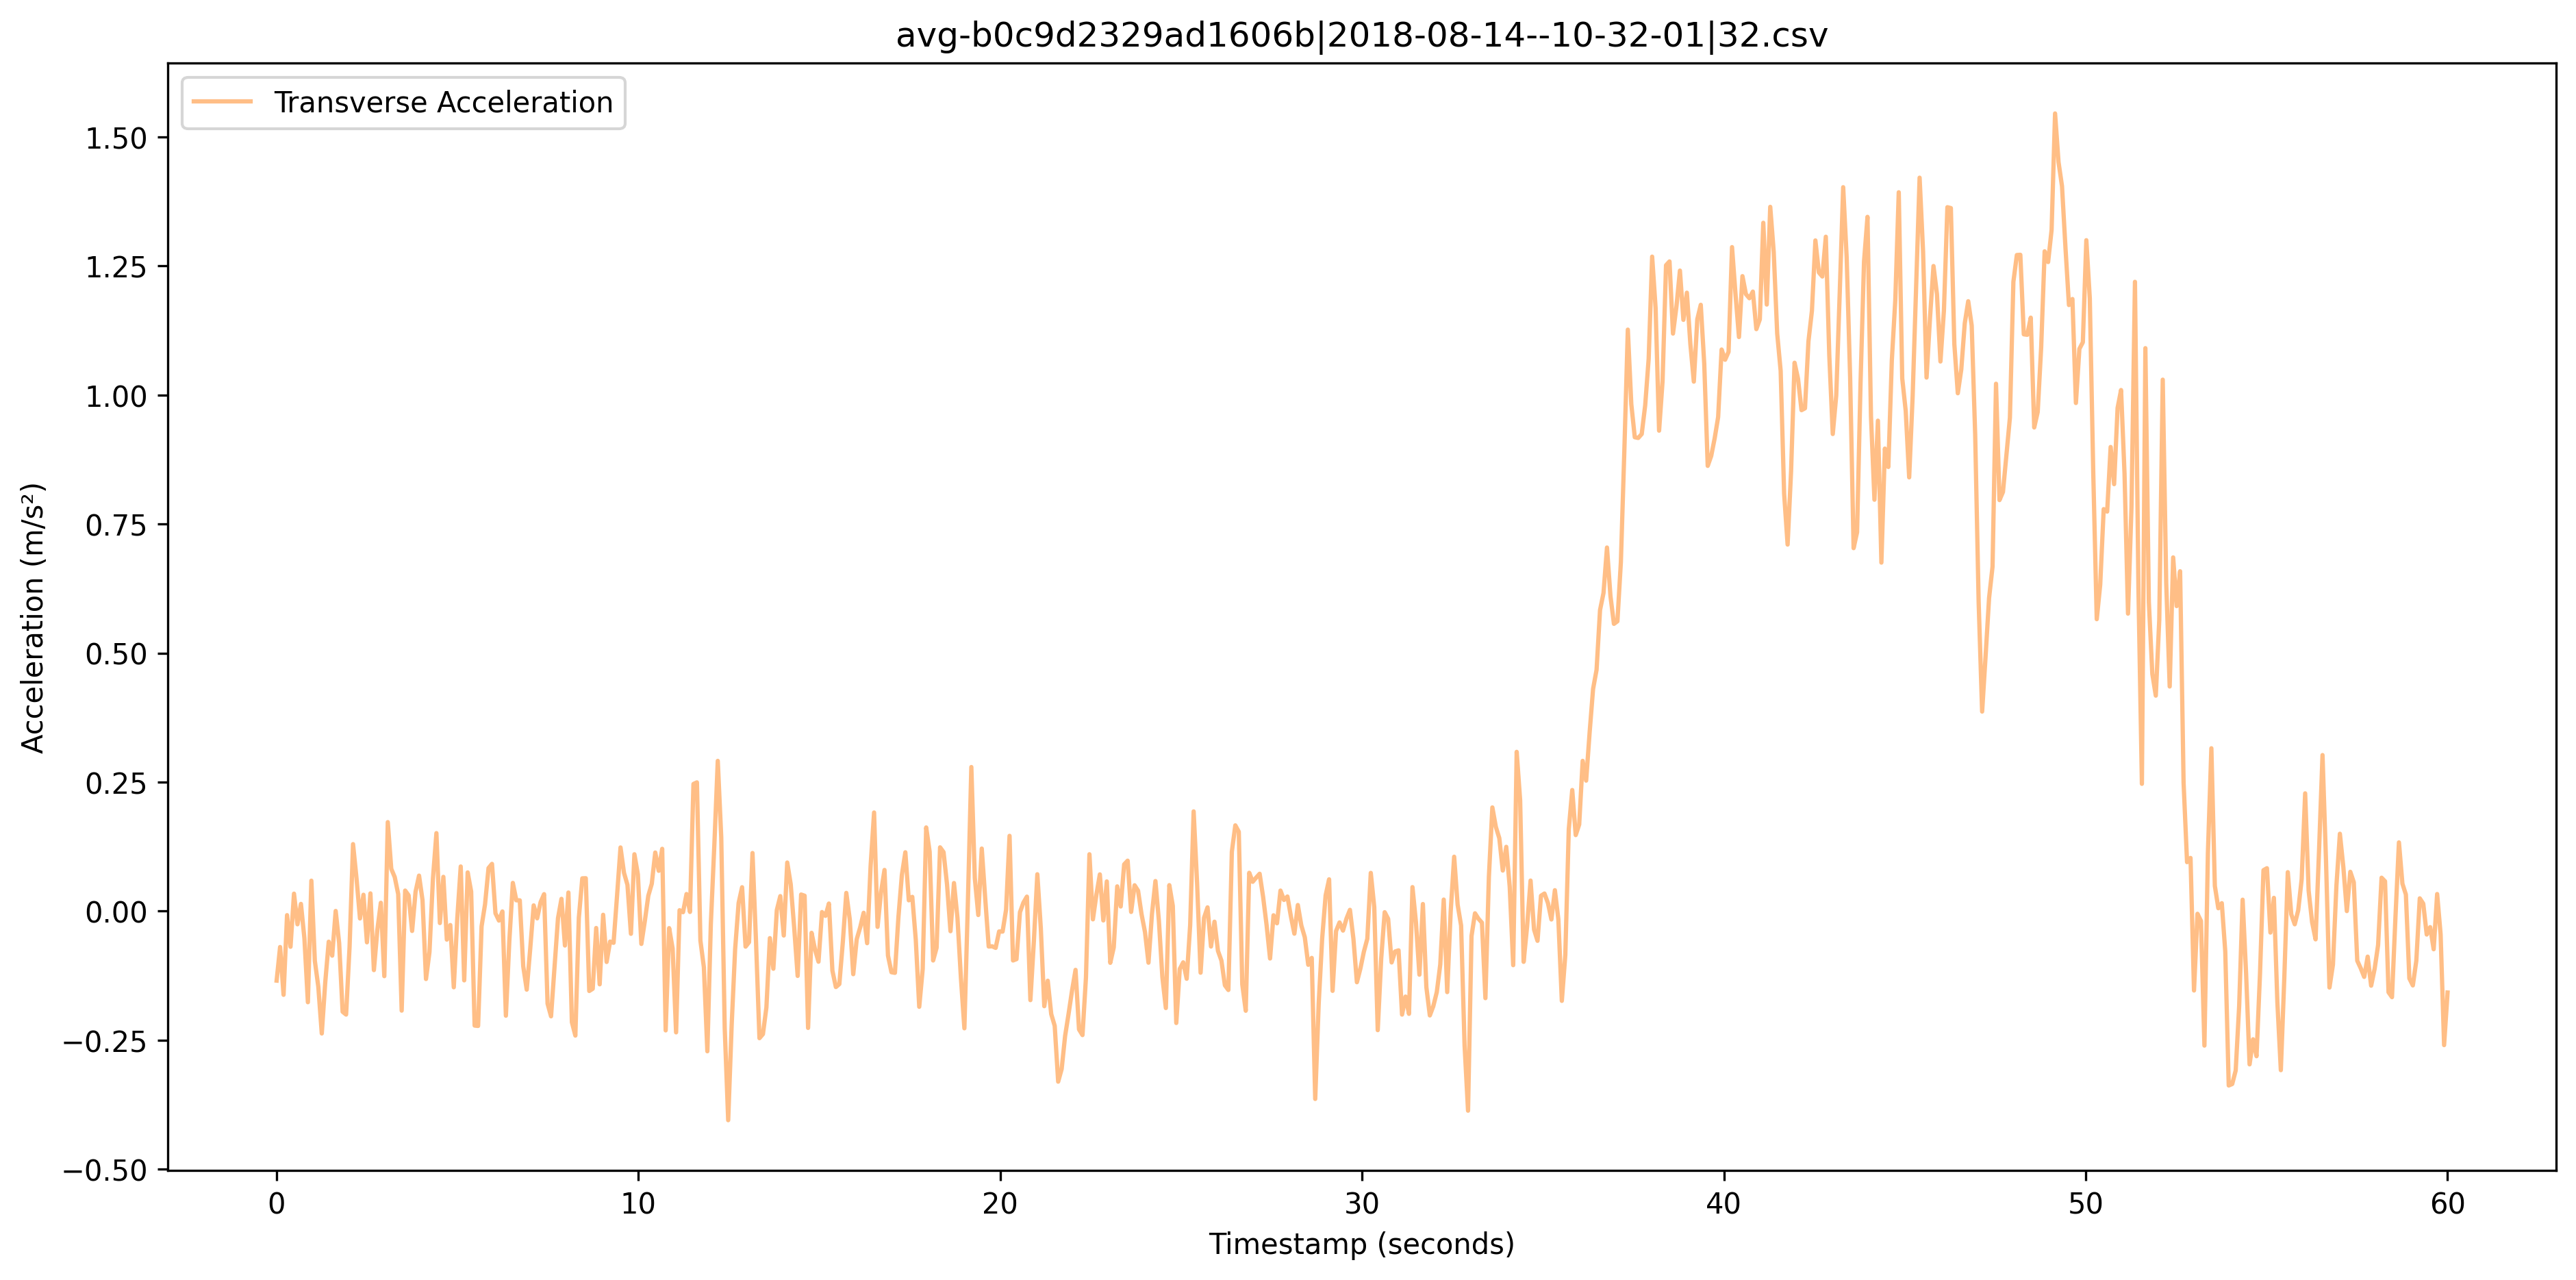 avg-b0c9d2329ad1606b|2018-08-14--10-32-01|32.csv
Transverse Acceleration
1.50
1.25
1.00
0.75
0.50
0.25
0.00
−0.25
−0.50
Acceleration (m/s²)
0 10 20 30 40 50 60
Timestamp (seconds)